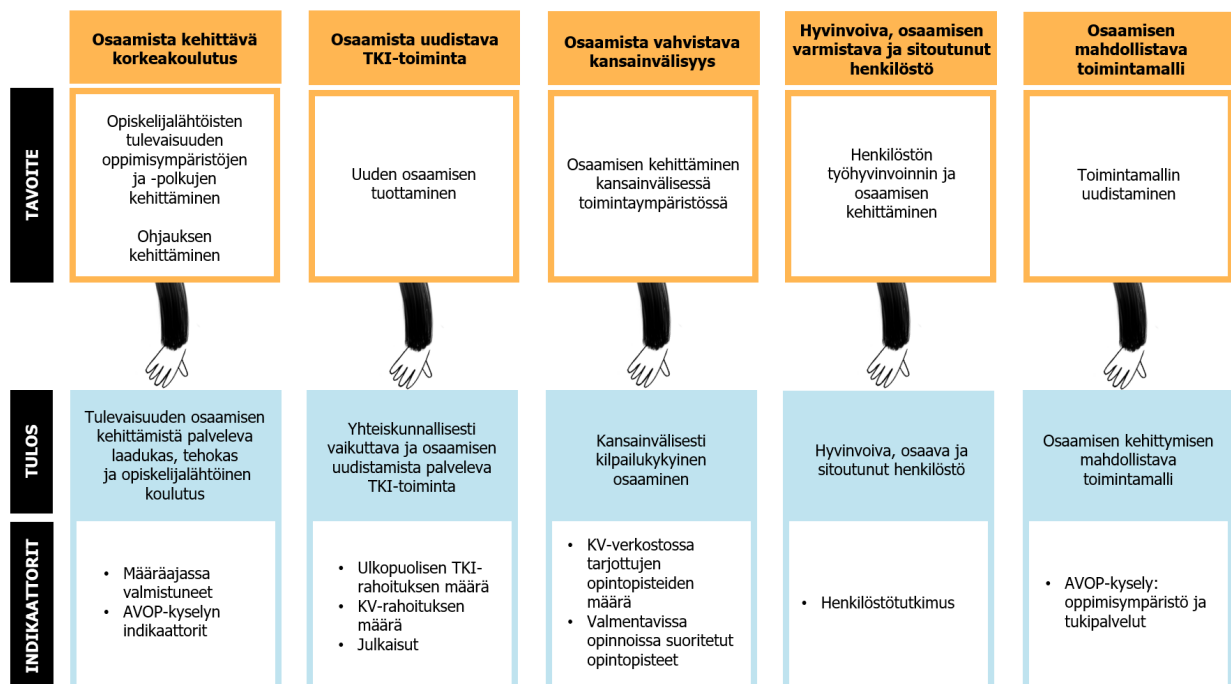 Osaamista kehittävä
korkeakoulutus
Osaamista uudistava
TKI-toiminta
Osaamista vahvistava
kansainvälisyys
Hyvinvoiva, osaamisen
varmistava ja sitoutunut
henkilöstö
Osaamisen
mahdollistava
toimintamalli
TAVOITE
Opiskelijalähtöisten
tulevaisuuden
oppimisympäristöjen
ja -polkujen
kehittäminen
Ohjauksen
kehittäminen
Uuden osaamisen
tuottaminen
Osaamisen kehittäminen
kansainvälisessä
toimintaympäristössä
Henkilöstön
työhyvinvoinnin ja
osaamisen
kehittäminen
Toimintamallin
uudistaminen
TULOS
Tulevaisuuden osaamisen
kehittämistä palveleva
laadukas, tehokas
ja opiskelijalähtöinen
koulutus
Yhteiskunnallisesti
vaikuttava ja osaamisen
uudistamista palveleva
TKI-toiminta
Kansainvälisesti
kilpailukykyinen
osaaminen
Hyvinvoiva, osaava ja
sitoutunut henkilöstö
Osaamisen kehittymisen
mahdollistava
toimintamalli
INDIKAATTORIT
• Määräajassa
valmistuneet
• AVOP-kyselyn
indikaattorit
• Ulkopuolisen TKI-
rahoituksen määrä
• KV-rahoituksen
määrä
• Julkaisut
• KV-verkostossa
tarjottujen
opintopisteiden
määrä
• Valmentavissa
opinnoissa suoritetut
opintopisteet
• Henkilöstötutkimus
• AVOP-kysely:
oppimisympäristö ja
tukipalvelut